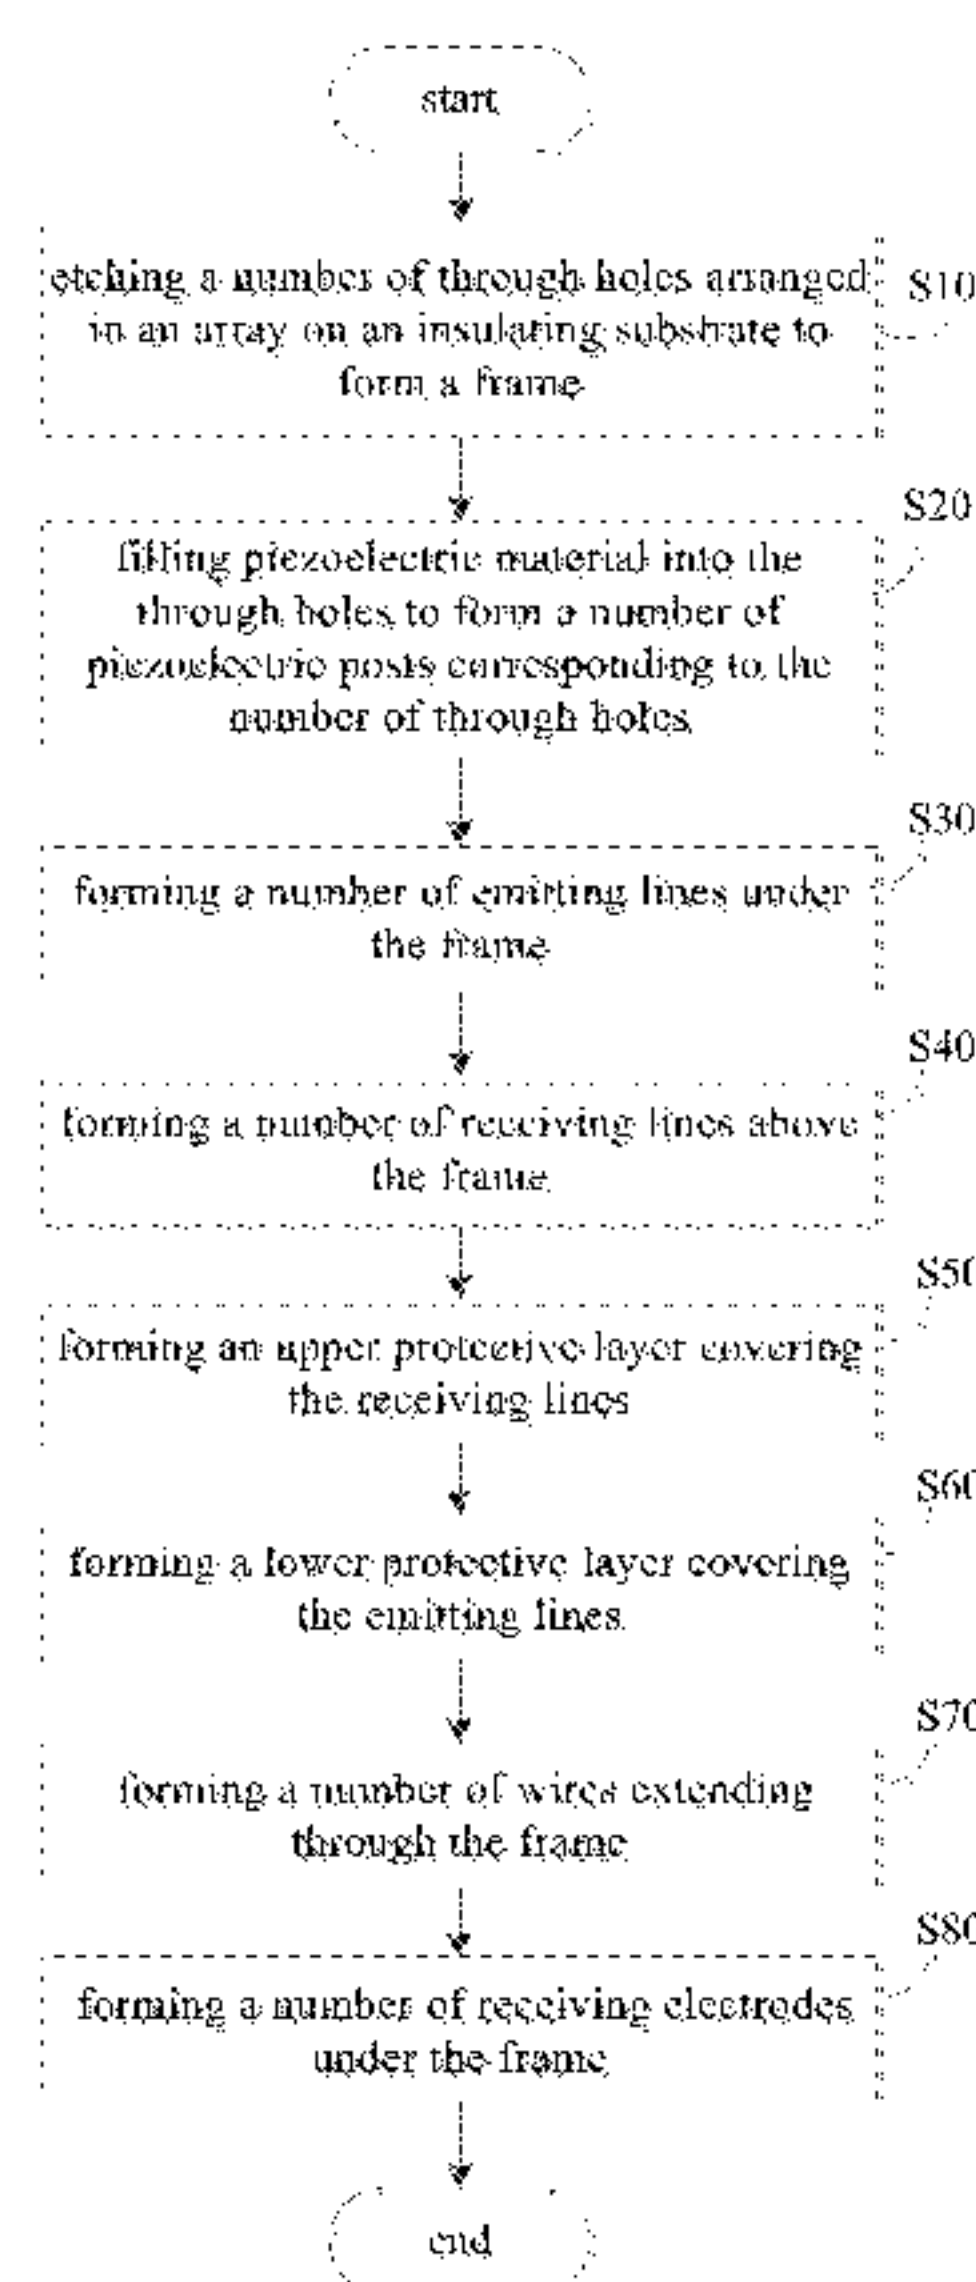 start
etching a number of through holes arranged
in an array on an insulating substrate to
form a frame
S10
S20
filling piezoelectric material into the
through holes to form a number of
piezoelectric posts corresponding to the
number of through holes
S30
forming a number of emitting lines under
the frame
S40
forming a number of receiving lines above
the frame
S50
forming an upper protective layer covering
the receiving lines
S60
forming a lower protective layer covering
the emitting lines
S70
forming a number of wires extending
through the frame
S80
forming a number of receiving electrodes
under the frame
end